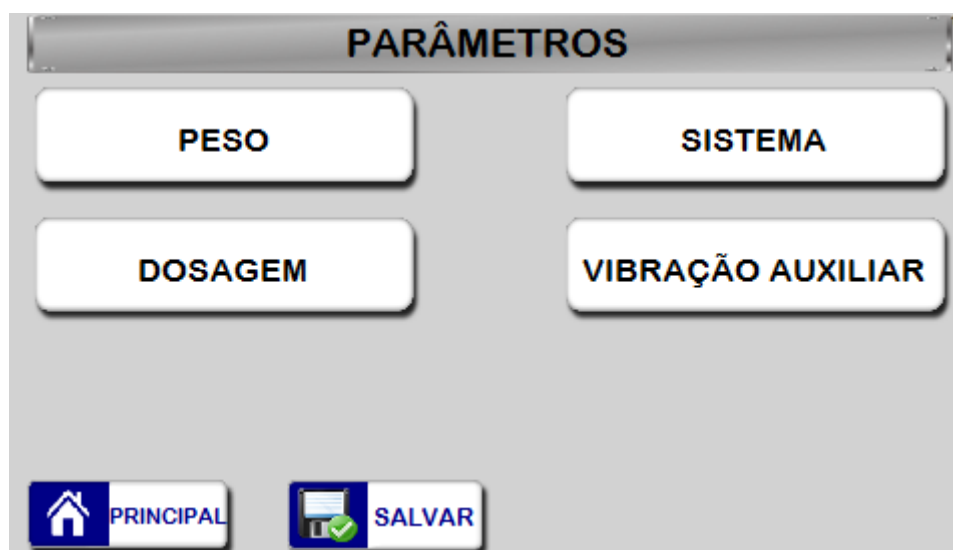 PARÂMETROS
PESO
SISTEMA
DOSAGEM
VIBRAÇÃO AUXILIAR
PRINCIPAL
SALVAR